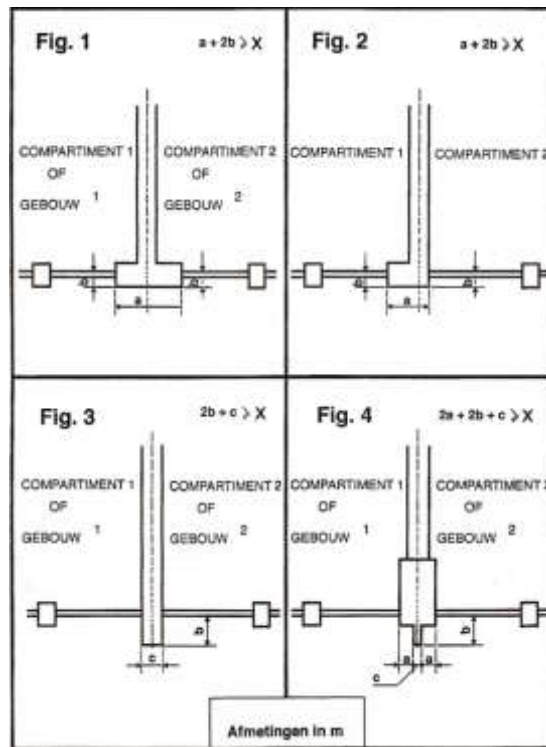 Fig. 1
a + 2b ⩾ X
COMPARTIMENT 1
OF
GEBOUW 1
COMPARTIMENT 2
OF
GEBOUW 2
b
a
b
Fig. 2
a + 2b ⩾ X
COMPARTIMENT 1
COMPARTIMENT 2
b
a
b
Fig. 3
2b + c ⩾ X
COMPARTIMENT 1
OF
GEBOUW 1
COMPARTIMENT 2
OF
GEBOUW 2
b
c
Fig. 4
2a + 2b + c ⩾ X
COMPARTIMENT 1
OF
GEBOUW 1
COMPARTIMENT 2
OF
GEBOUW 2
b
a a
c
Afmetingen in m